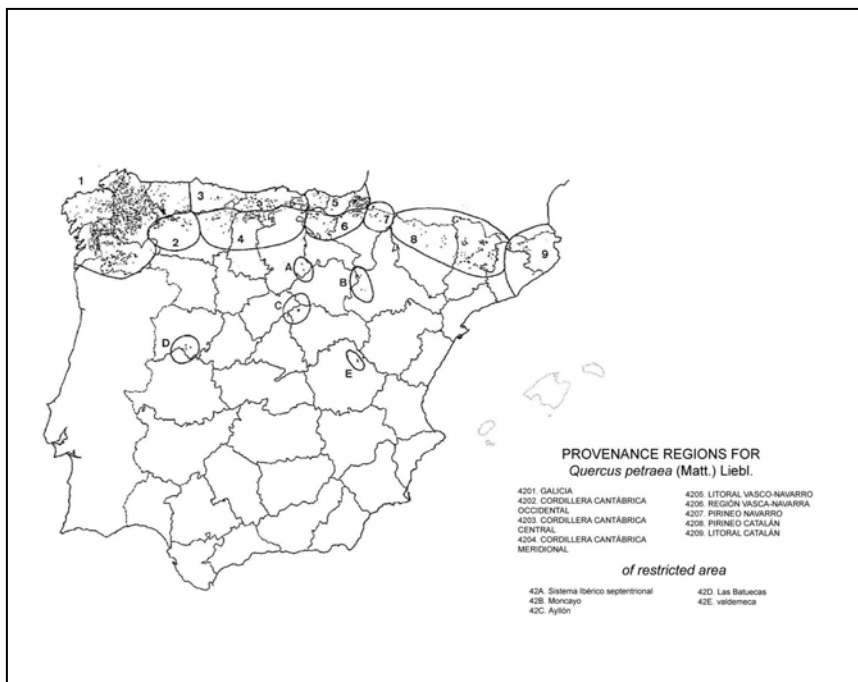 1
3
5
2
4
6
7
8
9
A
B
C
D
E
PROVENANCE REGIONS FOR
Quercus petraea (Matt.) Liebl.
4201. GALICIA
4202. CORDILLERA CANTÁBRICA
OCCIDENTAL
4203. CORDILLERA CANTÁBRICA
CENTRAL
4204. CORDILLERA CANTÁBRICA
MERIDIONAL
4205. LITORAL VASCO-NAVARRO
4206. REGIÓN VASCA-NAVARRA
4207. PIRINEO NAVARRO
4208. PIRINEO CATALÁN
4209. LITORAL CATALÁN
of restricted area
42A. Sistema Ibérico septentrional
42B. Moncayo
42C. Ayllón
42D. Las Batuecas
42E. valdemeca